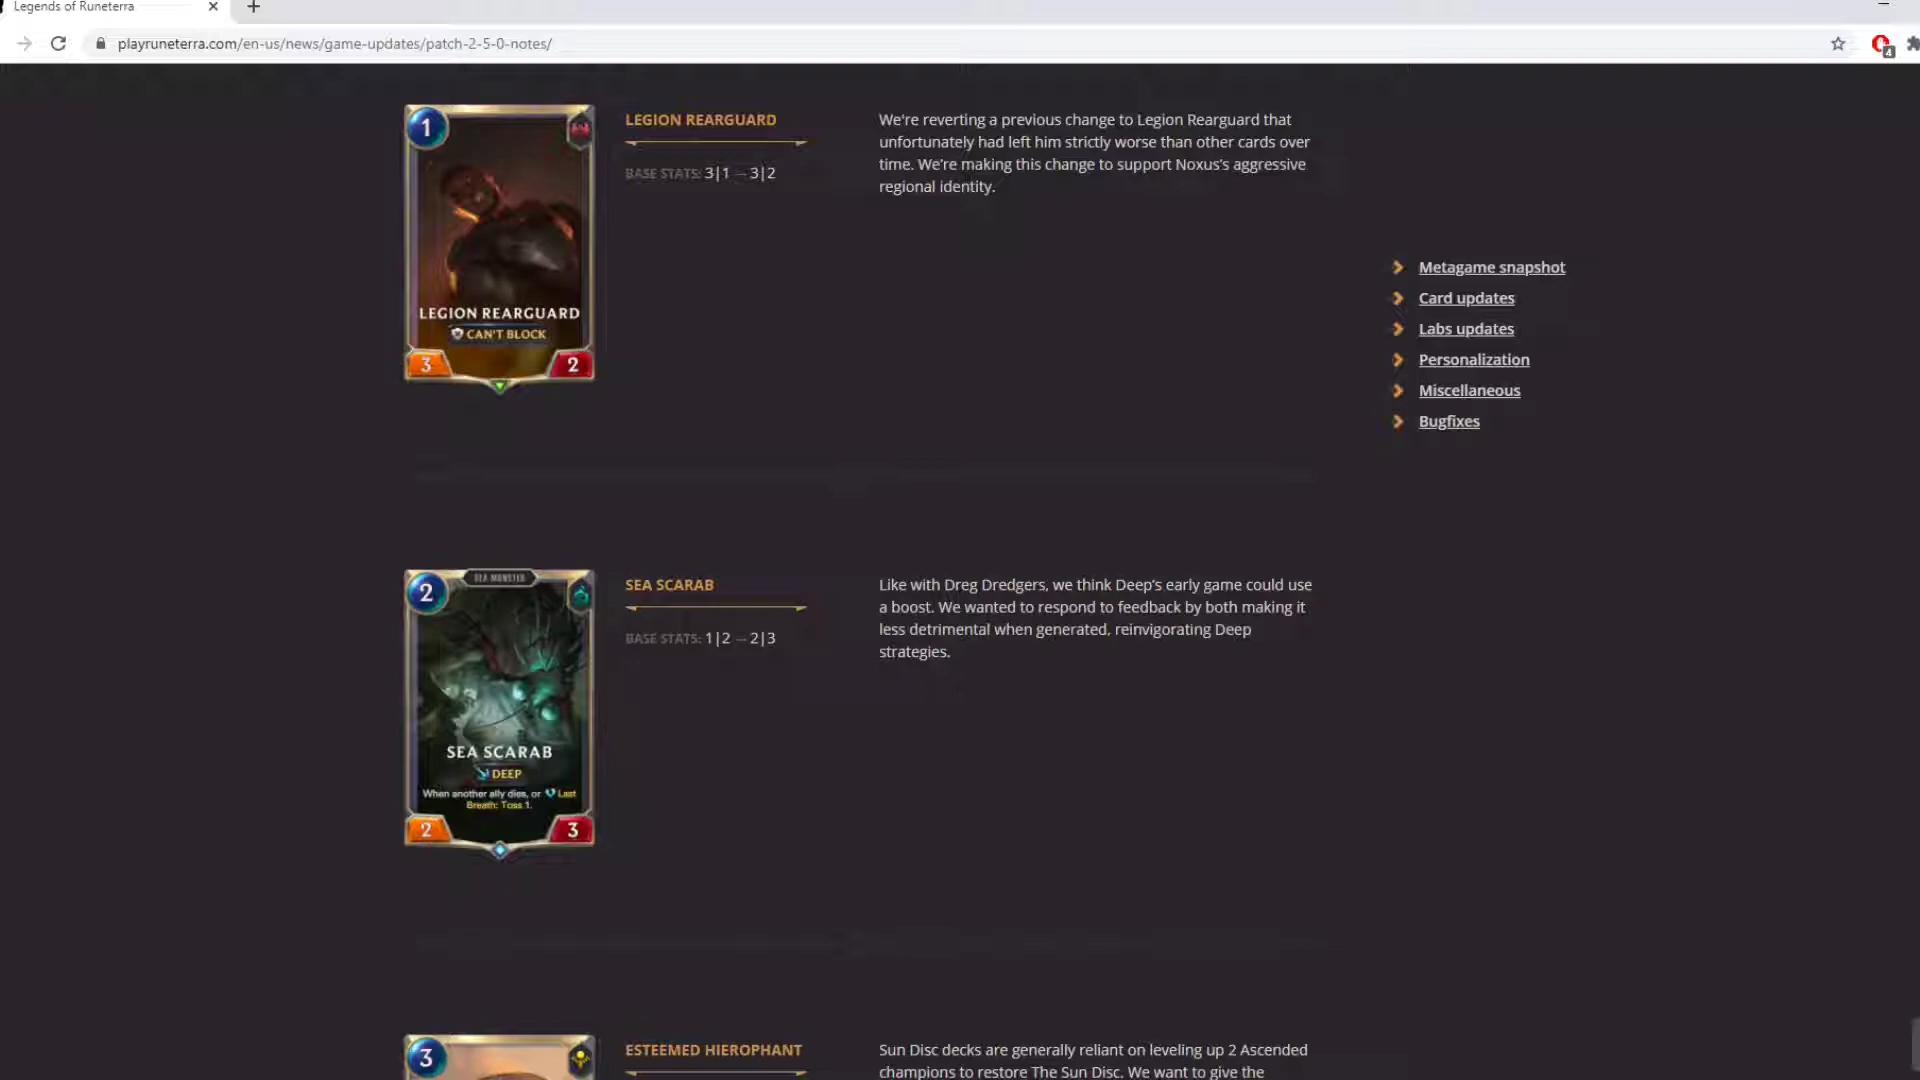 Legends of Runeterra
playruneterra.com/en-us/news/game-updates/patch-2-5-0-notes/
4
1
LEGION REARGUARD
CAN'T BLOCK
3
2
LEGION REARGUARD
BASE STATS: 3|1 → 3|2
We're reverting a previous change to Legion Rearguard that
unfortunately had left him strictly worse than other cards over
time. We're making this change to support Noxus's aggressive
regional identity.
Metagame snapshot
Card updates
Labs updates
Personalization
Miscellaneous
Bugfixes
2
SEA MONSTER
SEA SCARAB
DEEP
When another ally dies, or Last
Breath: Toss 1.
2
3
SEA SCARAB
BASE STATS: 1|2 → 2|3
Like with Dreg Dredgers, we think Deep's early game could use
a boost. We wanted to respond to feedback by both making it
less detrimental when generated, reinvigorating Deep
strategies.
3
ESTEEMED HIEROPHANT
Sun Disc decks are generally reliant on leveling up 2 Ascended
champions to restore The Sun Disc. We want to give the